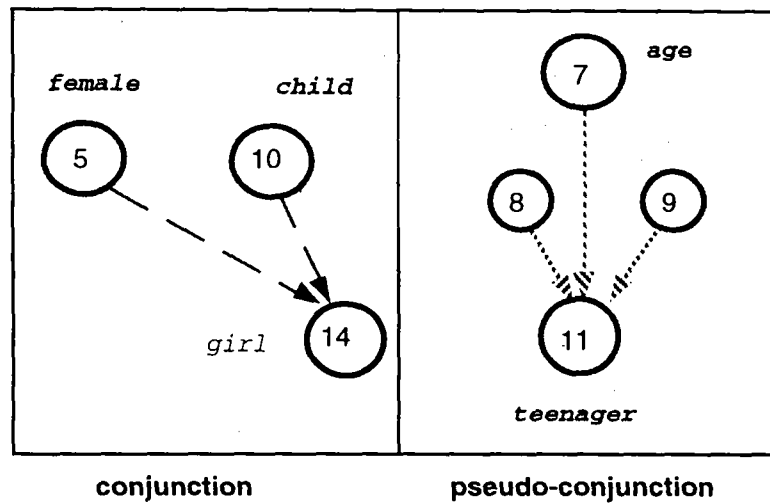 female
child
5
10
girl
14
age
7
8
9
11
teenager
conjunction
pseudo-conjunction